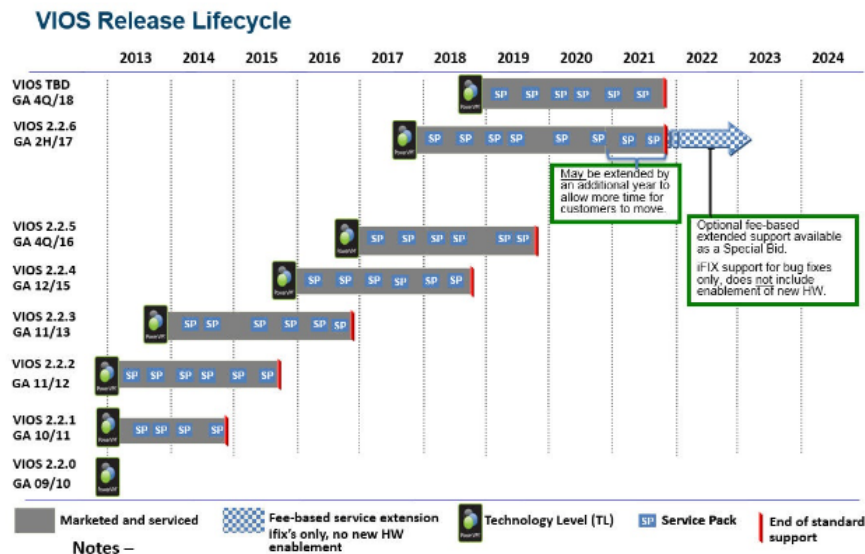 VIOS Release Lifecycle
2013 2014 2015 2016 2017 2018 2019 2020 2021 2022 2023 2024
VIOS TBD
GA 4Q/18
SP SP SP SP SP SP
VIOS 2.2.6
GA 2H/17
SP SP SP SP SP SP SP SP
May be extended by
an additional year to
allow more time for
customers to move.
Optional fee-based
extended support available
as a Special Bid.
iFIX support for bug fixes
only, does not include
enablement of new HW.
VIOS 2.2.5
GA 4Q/16
SP SP SP SP SP SP
VIOS 2.2.4
GA 12/15
SP SP SP SP SP SP
VIOS 2.2.3
GA 11/13
SP SP SP SP SP SP
VIOS 2.2.2
GA 11/12
SP SP SP SP SP SP
VIOS 2.2.1
GA 10/11
SP SP SP SP
VIOS 2.2.0
GA 09/10
Marketed and serviced
Fee-based service extension
ifix's only, no new HW
enablement
Technology Level (TL)
SP Service Pack
End of standard
support
Notes –